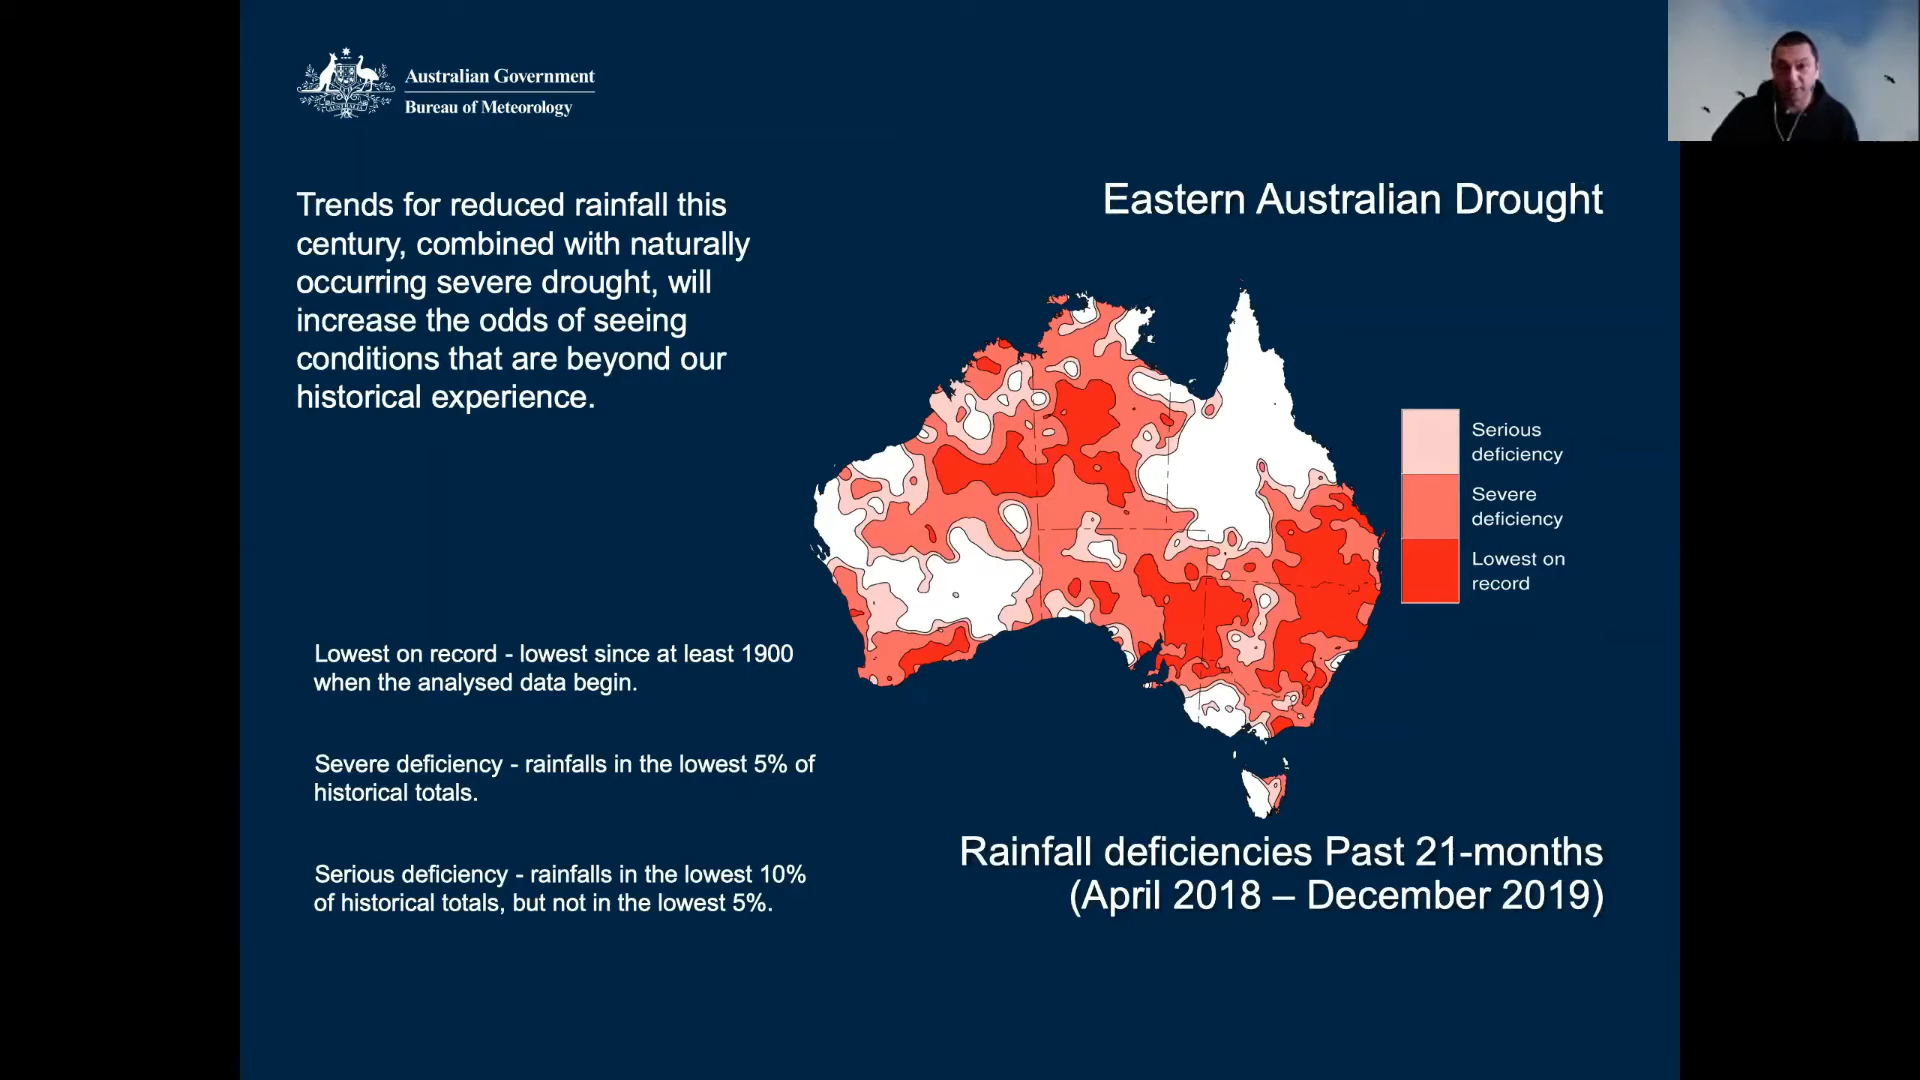 Australian Government
Bureau of Meteorology
Trends for reduced rainfall this
century, combined with naturally
occurring severe drought, will
increase the odds of seeing
conditions that are beyond our
historical experience.
Eastern Australian Drought
Serious
deficiency
Severe
deficiency
Lowest on
record
Lowest on record - lowest since at least 1900
when the analysed data begin.
Severe deficiency - rainfalls in the lowest 5% of
historical totals.
Serious deficiency - rainfalls in the lowest 10%
of historical totals, but not in the lowest 5%.
Rainfall deficiencies Past 21-months
(April 2018 – December 2019)